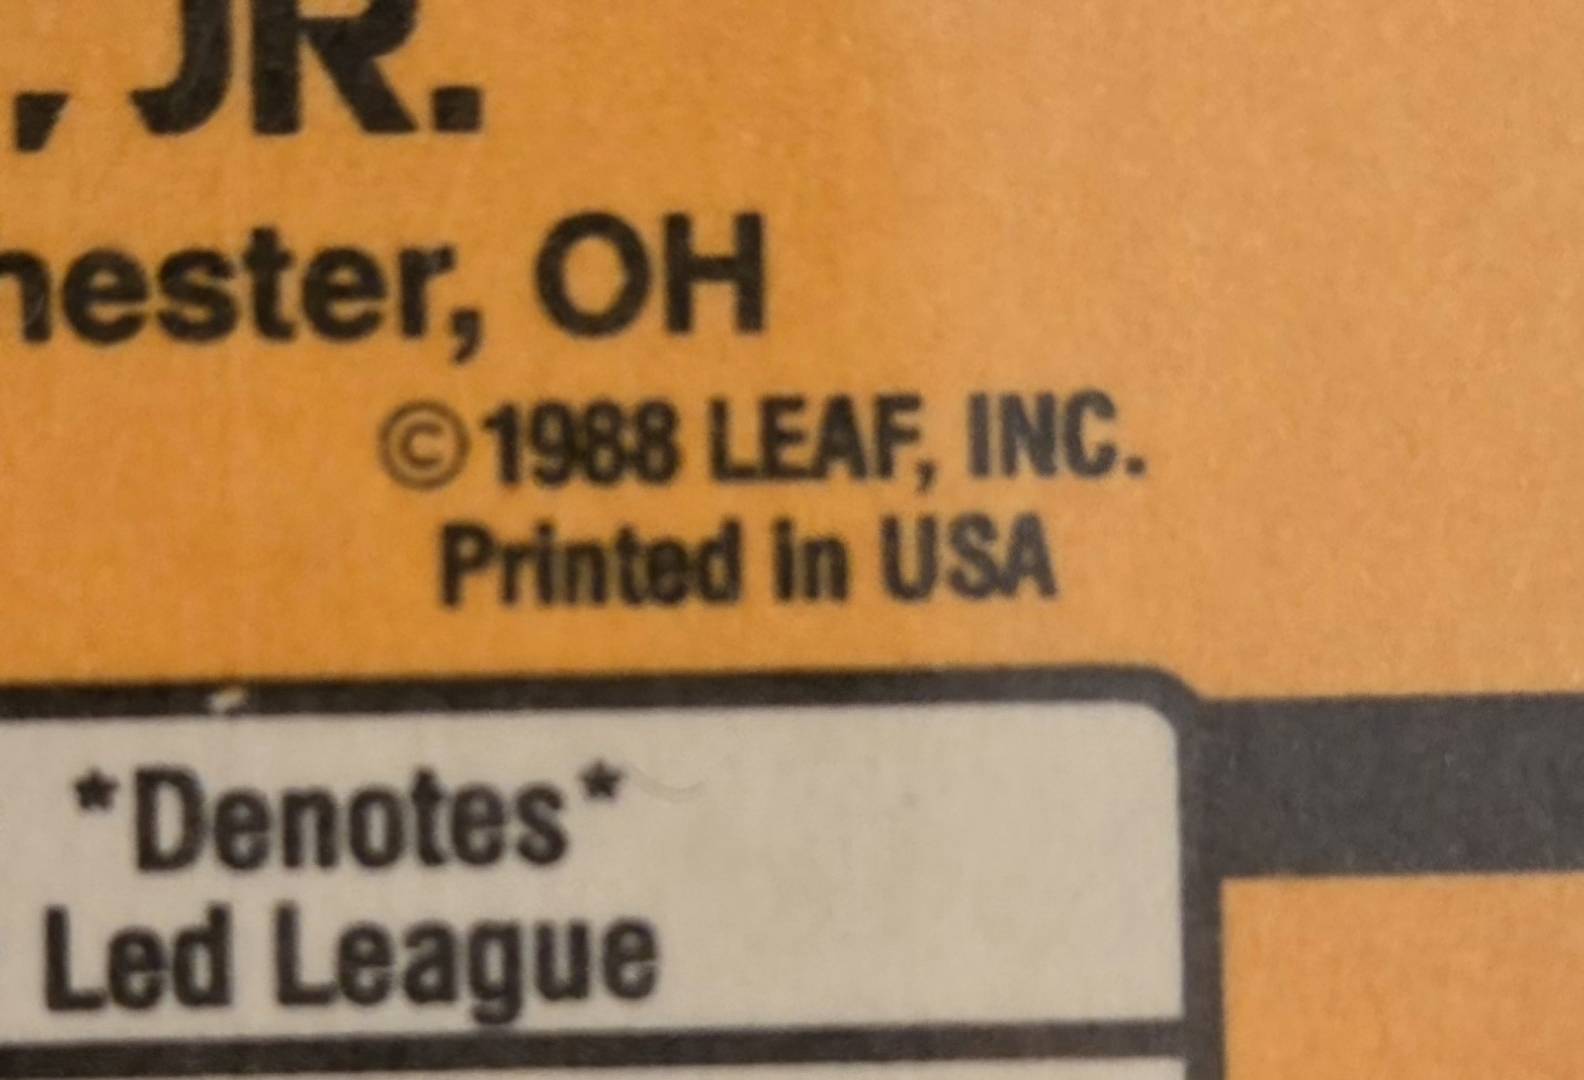 , JR.
hester, OH
©1988 LEAF, INC.
Printed in USA
*Denotes*
Led League